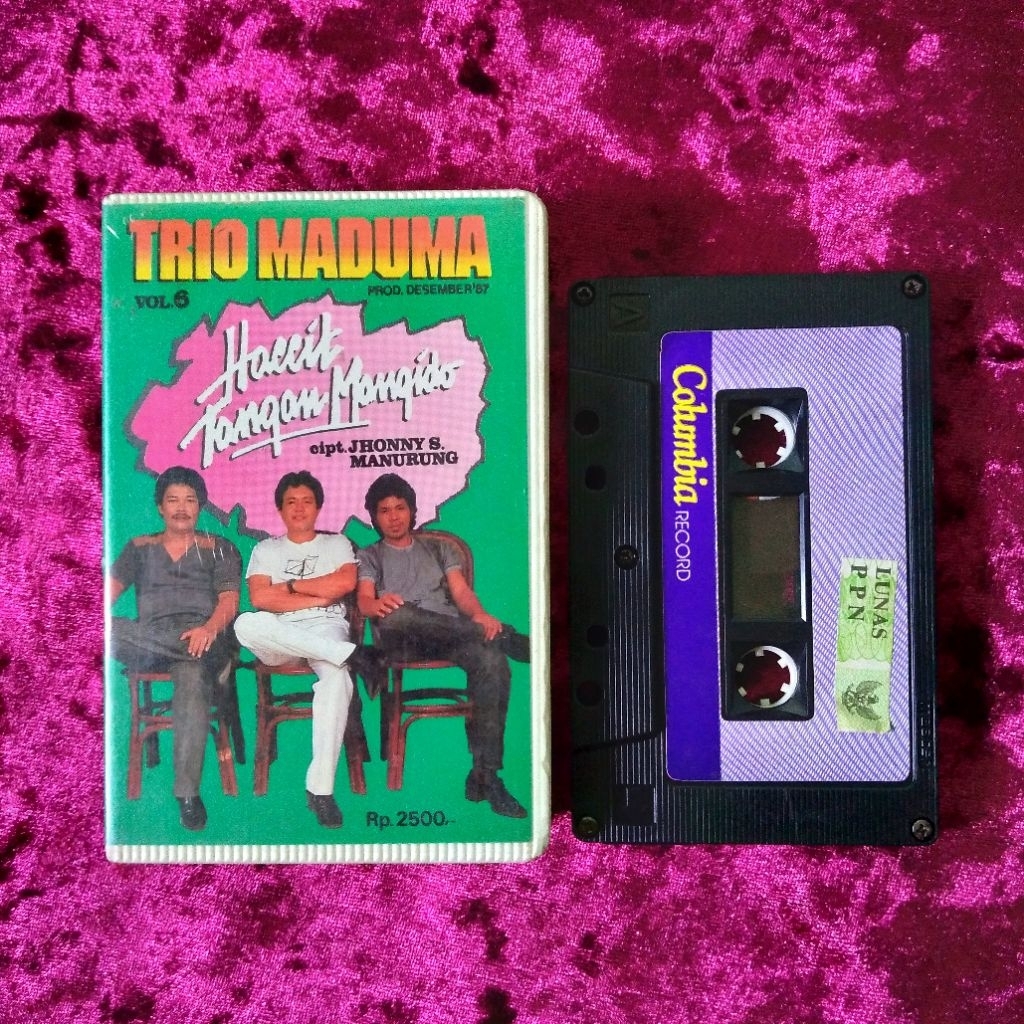 TRIO MADUMA
VOL.6
PROD. DESEMBER'87
Haccit
Tangan Mangido
cipt. JHONNY S.
MANURUNG
Rp. 2500,-
A
Columbia RECORD
LUNAS
PPN